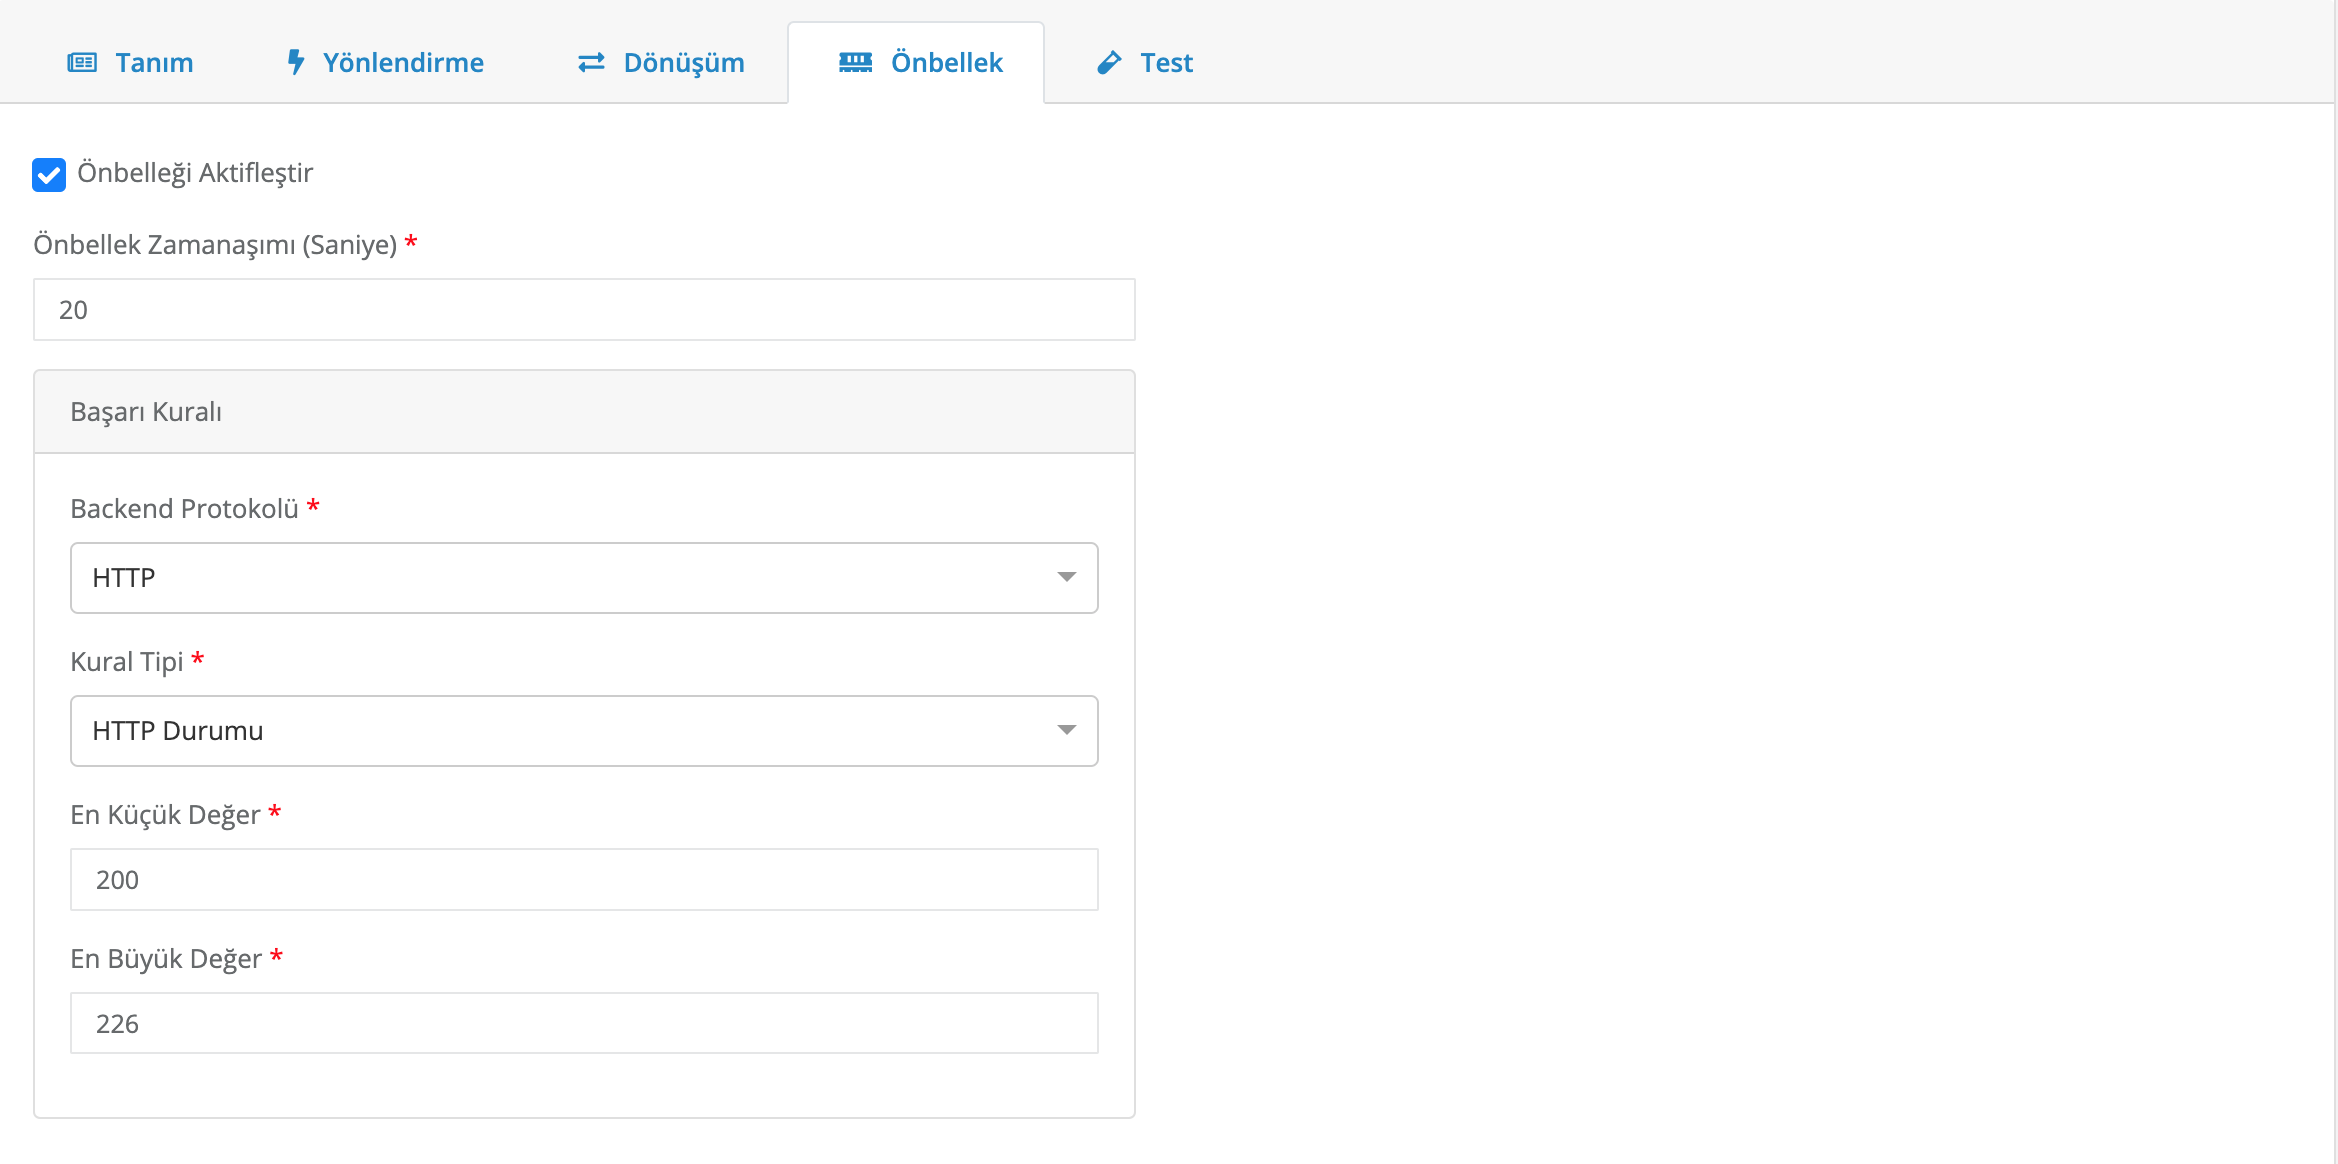 Tanım Yönlendirme Dönüşüm Önbellek Test
Önbelleği Aktifleştir
Önbellek Zamanaşımı (Saniye) *
20
Başarı Kuralı
Backend Protokolü *
HTTP
Kural Tipi *
HTTP Durumu
En Küçük Değer *
200
En Büyük Değer *
226